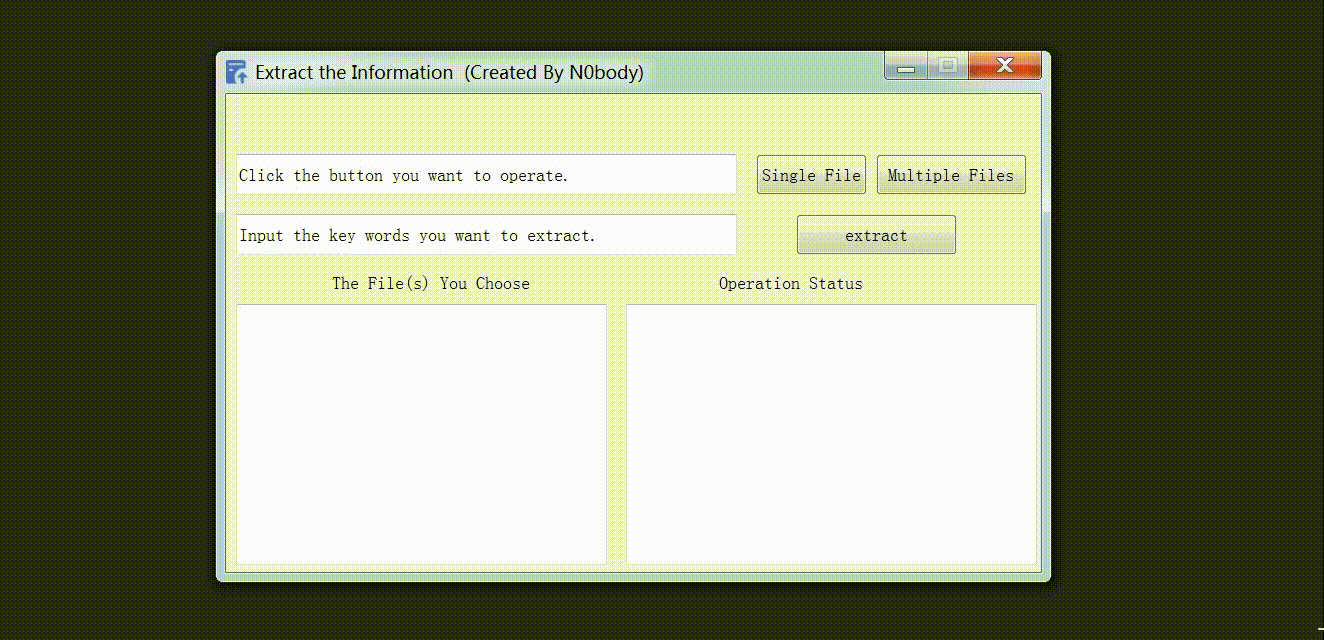 Extract the Information  (Created By N0body)
Click the button you want to operate.
Single File
Multiple Files
Input the key words you want to extract.
extract
The File(s) You Choose
Operation Status